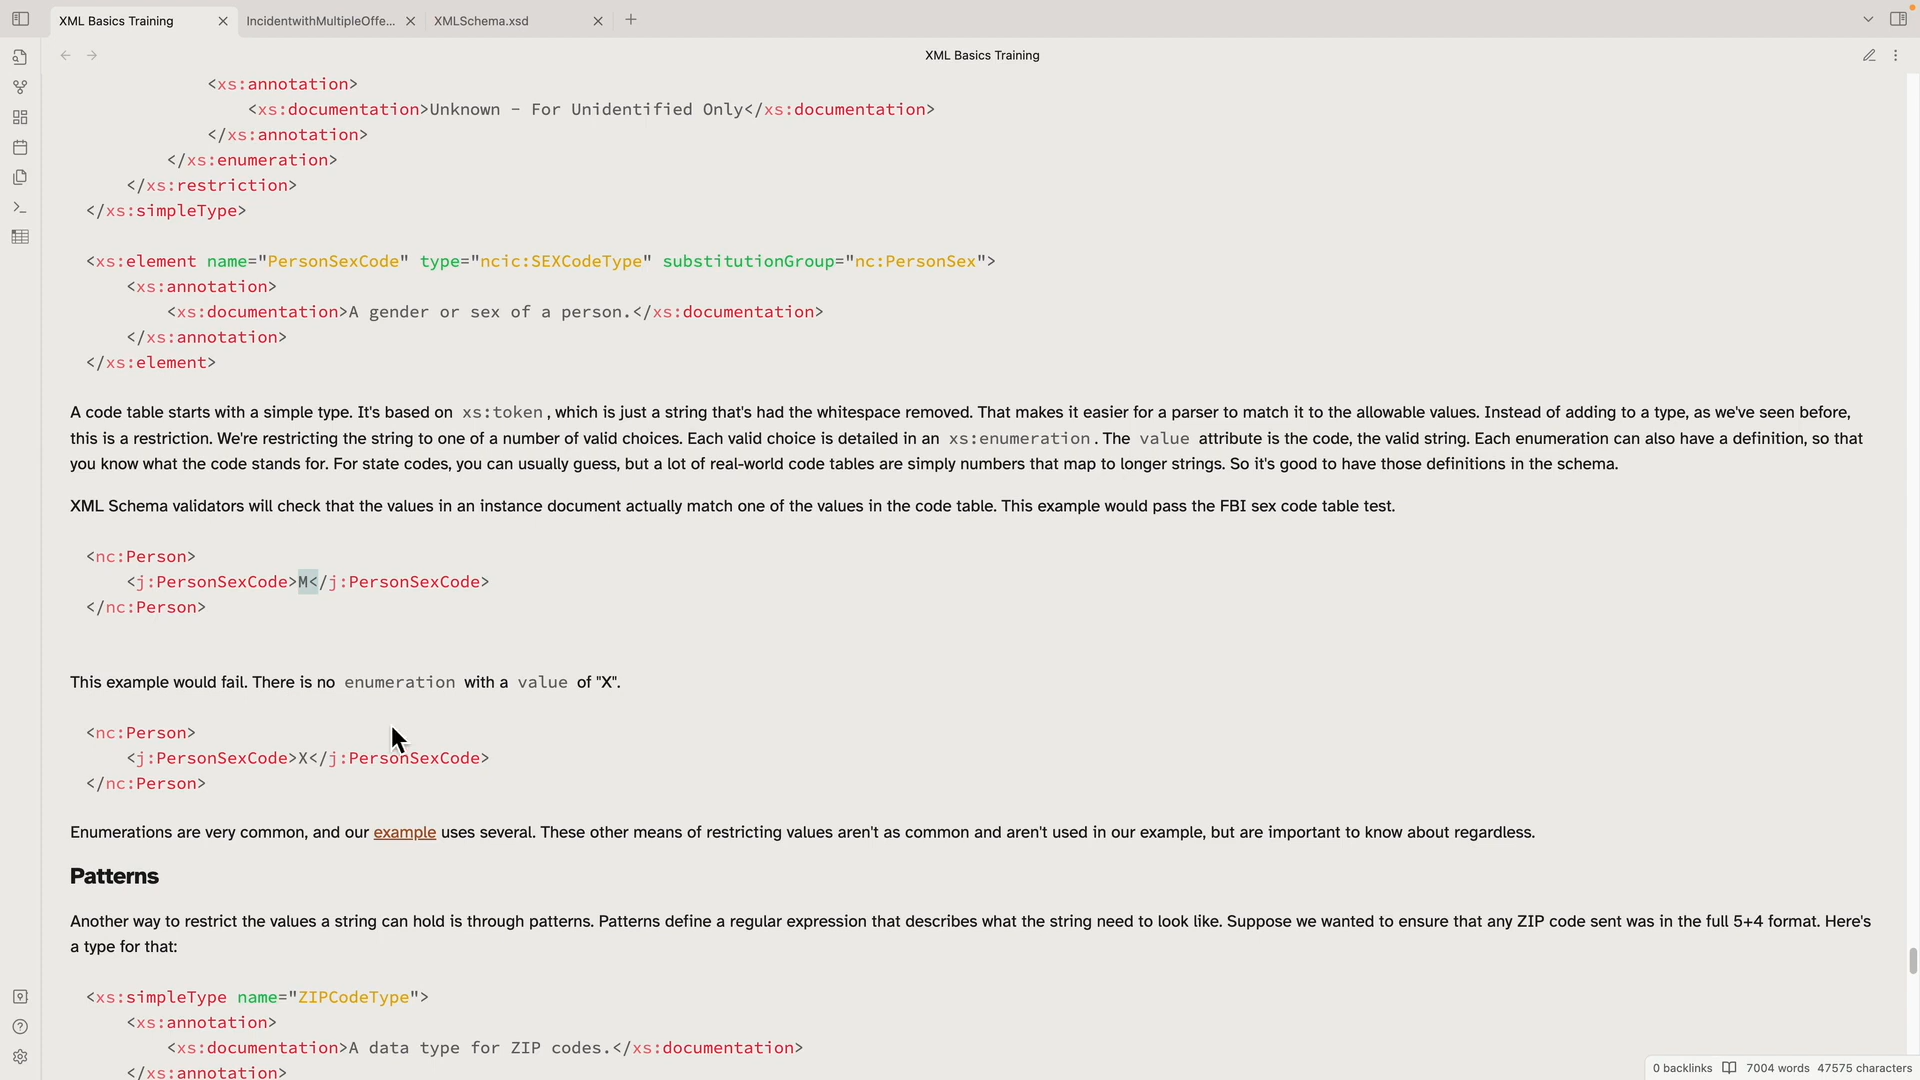 XML Basics Training
IncidentwithMultipleOffe...
XMLSchema.xsd
XML Basics Training
<xs:annotation>
<xs:documentation>Unknown - For Unidentified Only</xs:documentation>
</xs:annotation>
</xs:enumeration>
</xs:restriction>
</xs:simpleType>
<xs:element name="PersonSexCode" type="ncic:SEXCodeType" substitutionGroup="nc:PersonSex">
<xs:annotation>
<xs:documentation>A gender or sex of a person.</xs:documentation>
</xs:annotation>
</xs:element>
A code table starts with a simple type. It's based on xs:token, which is just a string that's had the whitespace removed. That makes it easier for a parser to match it to the allowable values. Instead of adding to a type, as we've seen before,
this is a restriction. We're restricting the string to one of a number of valid choices. Each valid choice is detailed in an xs:enumeration. The value attribute is the code, the valid string. Each enumeration can also have a definition, so that
you know what the code stands for. For state codes, you can usually guess, but a lot of real-world code tables are simply numbers that map to longer strings. So it's good to have those definitions in the schema.
XML Schema validators will check that the values in an instance document actually match one of the values in the code table. This example would pass the FBI sex code table test.
<nc:Person>
<j:PersonSexCode>M</j:PersonSexCode>
</nc:Person>
This example would fail. There is no enumeration with a value of "X".
<nc:Person>
<j:PersonSexCode>X</j:PersonSexCode>
</nc:Person>
Enumerations are very common, and our example uses several. These other means of restricting values aren't as common and aren't used in our example, but are important to know about regardless.
Patterns
Another way to restrict the values a string can hold is through patterns. Patterns define a regular expression that describes what the string need to look like. Suppose we wanted to ensure that any ZIP code sent was in the full 5+4 format. Here's
a type for that:
<xs:simpleType name="ZIPCodeType">
<xs:annotation>
<xs:documentation>A data type for ZIP codes.</xs:documentation>
</xs:annotation>
0 backlinks 7004 words 47575 characters